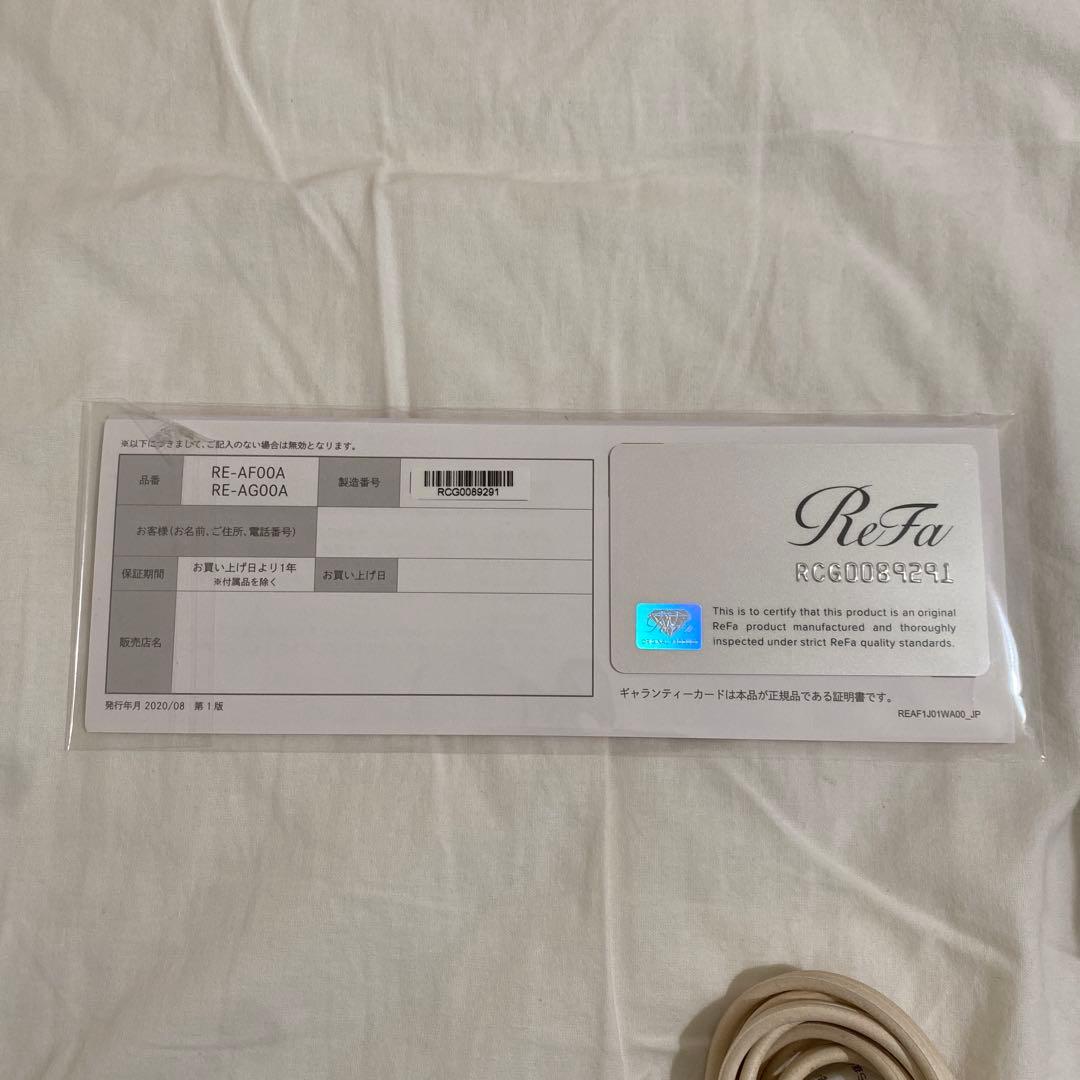 ※以下につきまして、ご記入のない場合は無効となります。
品番
RE-AF00A
RE-AG00A
製造番号
RCG0089291
お客様(お名前、ご住所、電話番号)
保証期間
お買い上げ日より1年
※付属品を除く
お買い上げ日
販売店名
発行年月 2020/08 第1版
ReFa
RCG0089291
This is to certify that this product is an original
ReFa product manufactured and thoroughly
inspected under strict ReFa quality standards.
ギャランティーカードは本品が正規品である証明書です。
REAF1J01WA00_JP